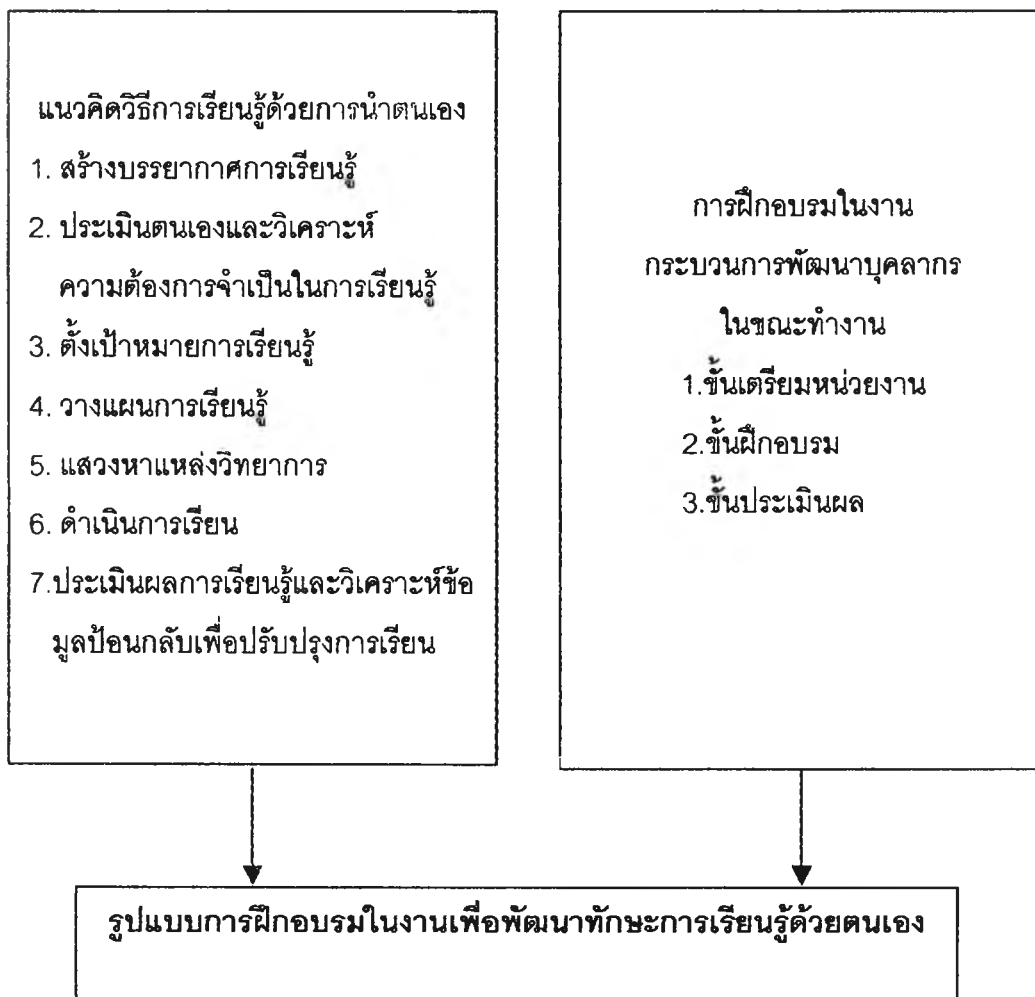 แนวคิดวิธีการเรียนรู้ด้วยการนำตนเอง
1. สร้างบรรยากาศการเรียนรู้
2. ประเมินตนเองและวิเคราะห์
ความต้องการจำเป็นในการเรียนรู้
3. ตั้งเป้าหมายการเรียนรู้
4. วางแผนการเรียนรู้
5. แสวงหาแหล่งวิทยาการ
6. ดำเนินการเรียน
7.ประเมินผลการเรียนรู้และวิเคราะห์ข้อ
มูลป้อนกลับเพื่อปรับปรุงการเรียน
การฝึกอบรมในงาน
กระบวนการพัฒนาบุคลากร
ในขณะทำงาน
1.ขั้นเตรียมหน่วยงาน
2.ขั้นฝึกอบรม
3.ขั้นประเมินผล
รูปแบบการฝึกอบรมในงานเพื่อพัฒนาทักษะการเรียนรู้ด้วยตนเอง